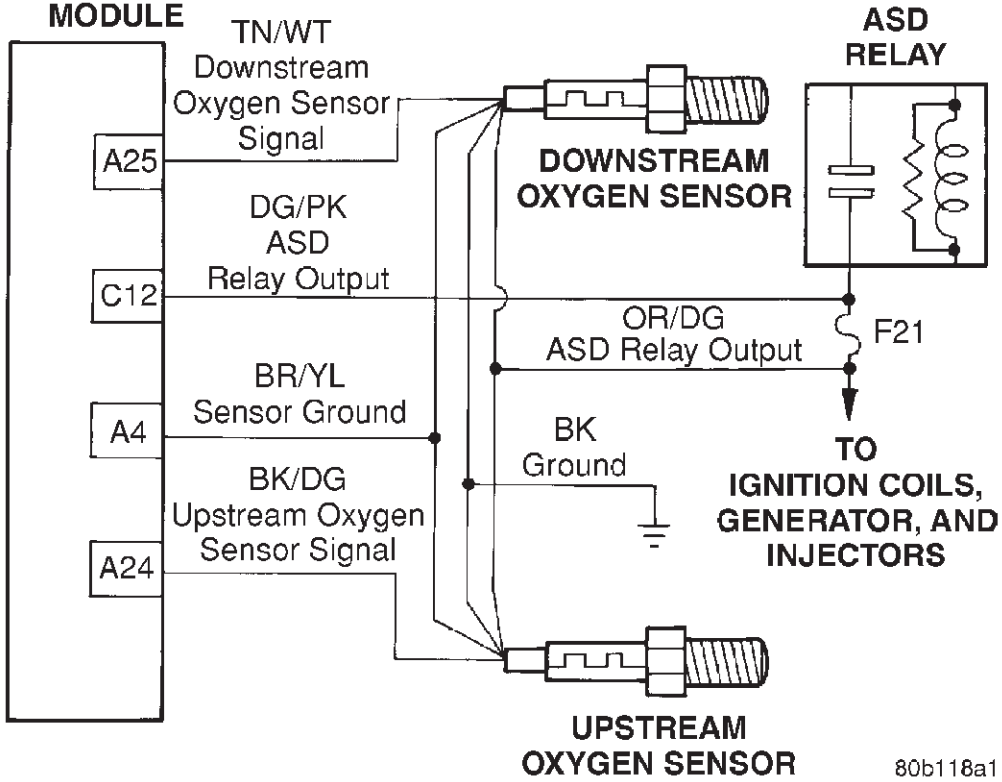 MODULE
TN/WT
Downstream
Oxygen Sensor
Signal
A25
DG/PK
ASD
Relay Output
C12
BR/YL
Sensor Ground
A4
BK/DG
Upstream Oxygen
Sensor Signal
A24
DOWNSTREAM
OXYGEN SENSOR
ASD
RELAY
OR/DG
ASD Relay Output
F21
BK
Ground
TO
IGNITION COILS,
GENERATOR, AND
INJECTORS
UPSTREAM
OXYGEN SENSOR
80b118a1